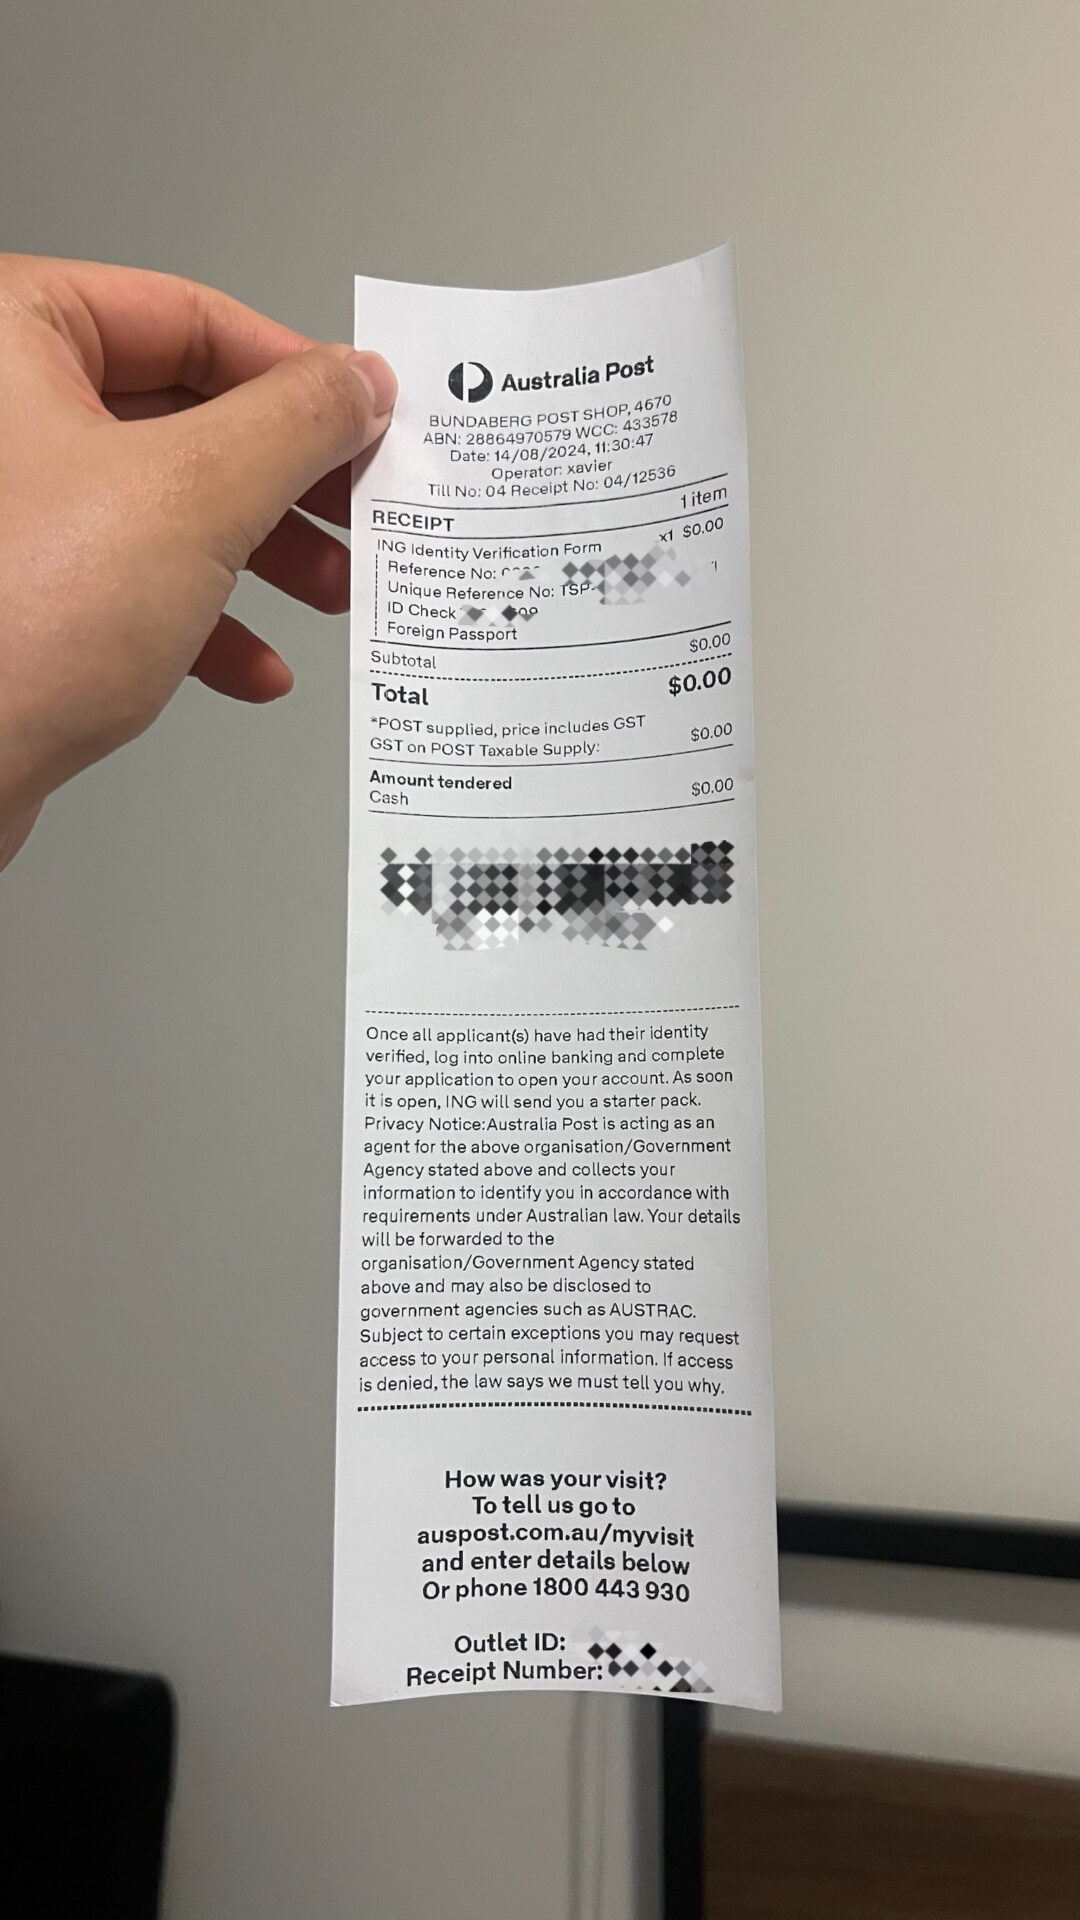 Australia Post
BUNDABERG POST SHOP, 4670
ABN: 28864970579 WCC: 433578
Date: 14/08/2024, 11:30:47
Operator: xavier
Till No: 04 Receipt No: 04/12536
RECEIPT 1 item
ING Identity Verification Form x1 $0.00
Reference No:
Unique Reference No: TSP-
ID Check
Foreign Passport
Subtotal $0.00
Total $0.00
*POST supplied, price includes GST
GST on POST Taxable Supply: $0.00
Amount tendered
Cash $0.00
Once all applicant(s) have had their identity
verified, log into online banking and complete
your application to open your account. As soon
it is open, ING will send you a starter pack.
Privacy Notice:Australia Post is acting as an
agent for the above organisation/Government
Agency stated above and collects your
information to identify you in accordance with
requirements under Australian law. Your details
will be forwarded to the
organisation/Government Agency stated
above and may also be disclosed to
government agencies such as AUSTRAC.
Subject to certain exceptions you may request
access to your personal information. If access
is denied, the law says we must tell you why.
How was your visit?
To tell us go to
auspost.com.au/myvisit
and enter details below
Or phone 1800 443 930
Outlet ID:
Receipt Number: